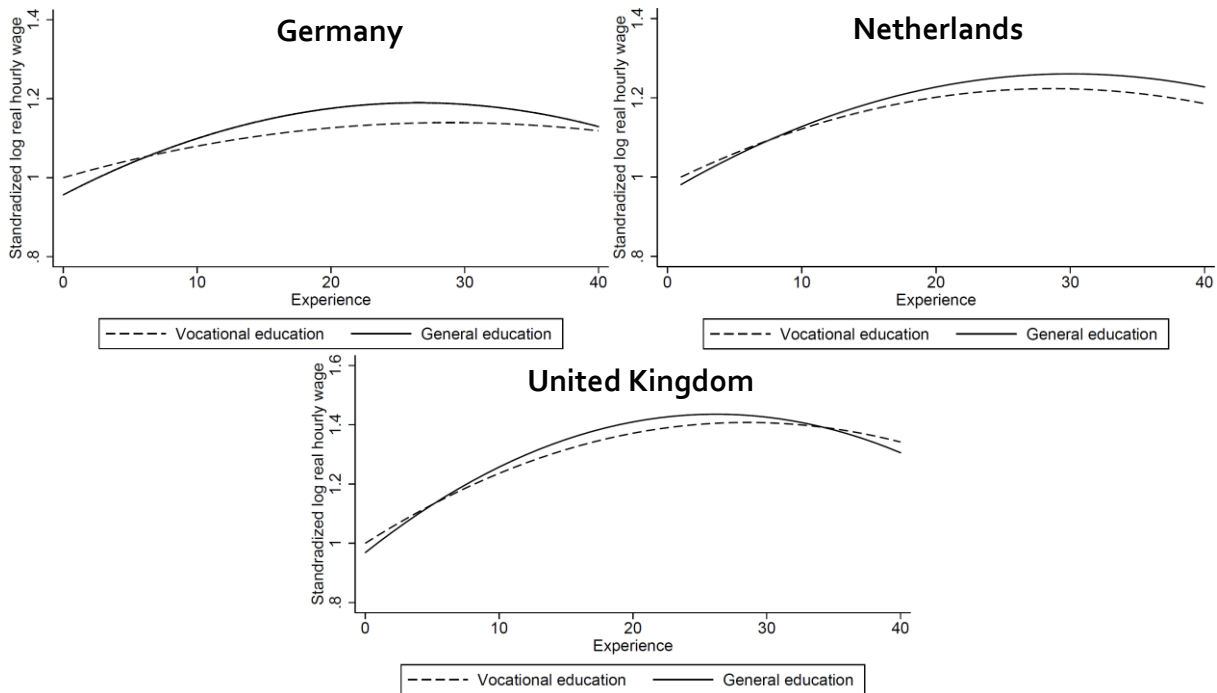 Germany
Standradized log real hourly wage
1.4
1.2
1
.8
0 10 20 30 40
Experience
Vocational education General education
Netherlands
Standradized log real hourly wage
1.4
1.2
1
.8
0 10 20 30 40
Experience
Vocational education General education
United Kingdom
Standradized log real hourly wage
1.6
1.4
1.2
1
.8
0 10 20 30 40
Experience
Vocational education General education